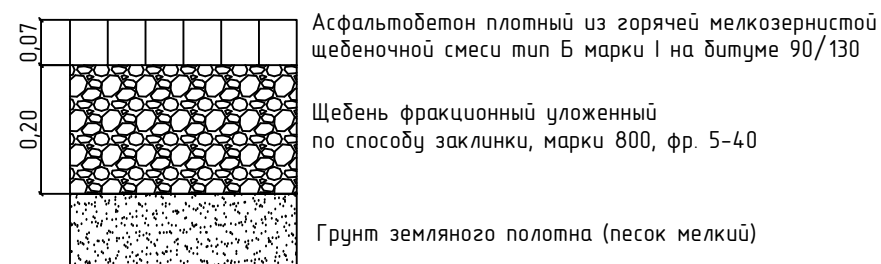 0,07
Асфальтобетон плотный из горячей мелкозернистой
щебеночной смеси тип Б марки I на битуме 90/130
0,20
Щебень фракционный уложенный
по способу заклинки, марки 800, фр. 5-40
Грунт земляного полотна (песок мелкий)